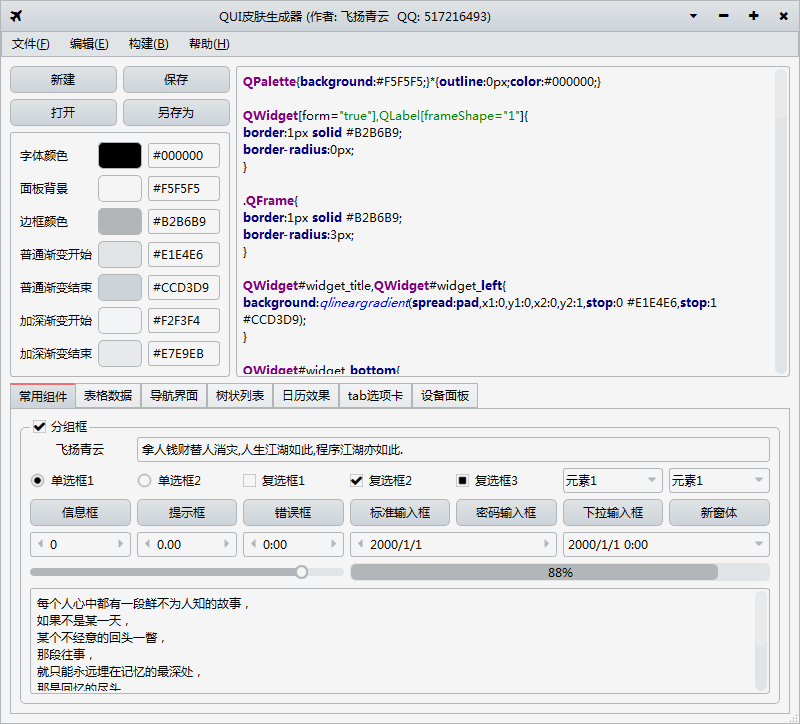 QUI皮肤生成器 (作者: 飞扬青云 QQ: 517216493)
文件(F) 编辑(E) 构建(B) 帮助(H)
新建 保存
打开 另存为
字体颜色 #000000
面板背景 #F5F5F5
边框颜色 #B2B6B9
普通渐变开始 #E1E4E6
普通渐变结束 #CCD3D9
加深渐变开始 #F2F3F4
加深渐变结束 #E7E9EB
QPalette{background:#F5F5F5;}*{outline:0px;color:#000000;}
QWidget[form="true"],QLabel[frameShape="1"]{
border:1px solid #B2B6B9;
border-radius:0px;
}
.QFrame{
border:1px solid #B2B6B9;
border-radius:3px;
}
QWidget#widget_title,QWidget#widget_left{
background:qlineargradient(spread:pad,x1:0,y1:0,x2:0,y2:1,stop:0 #E1E4E6,stop:1
#CCD3D9);
}
QWidget#widget_bottom{
常用组件 表格数据 导航界面 树状列表 日历效果 tab选项卡 设备面板
分组框
飞扬青云 拿人钱财替人消灾,人生江湖如此,程序江湖亦如此.
单选框1 单选框2 复选框1 复选框2 复选框3 元素1 元素1
信息框 提示框 错误框 标准输入框 密码输入框 下拉输入框 新窗体
0 0.00 0:00 2000/1/1 2000/1/1 0:00
88%
每个人心中都有一段鲜不为人知的故事，
如果不是某一天，
某个不经意的回头一瞥，
那段往事，
就只能永远埋在记忆的最深处，
那是回忆的尽头